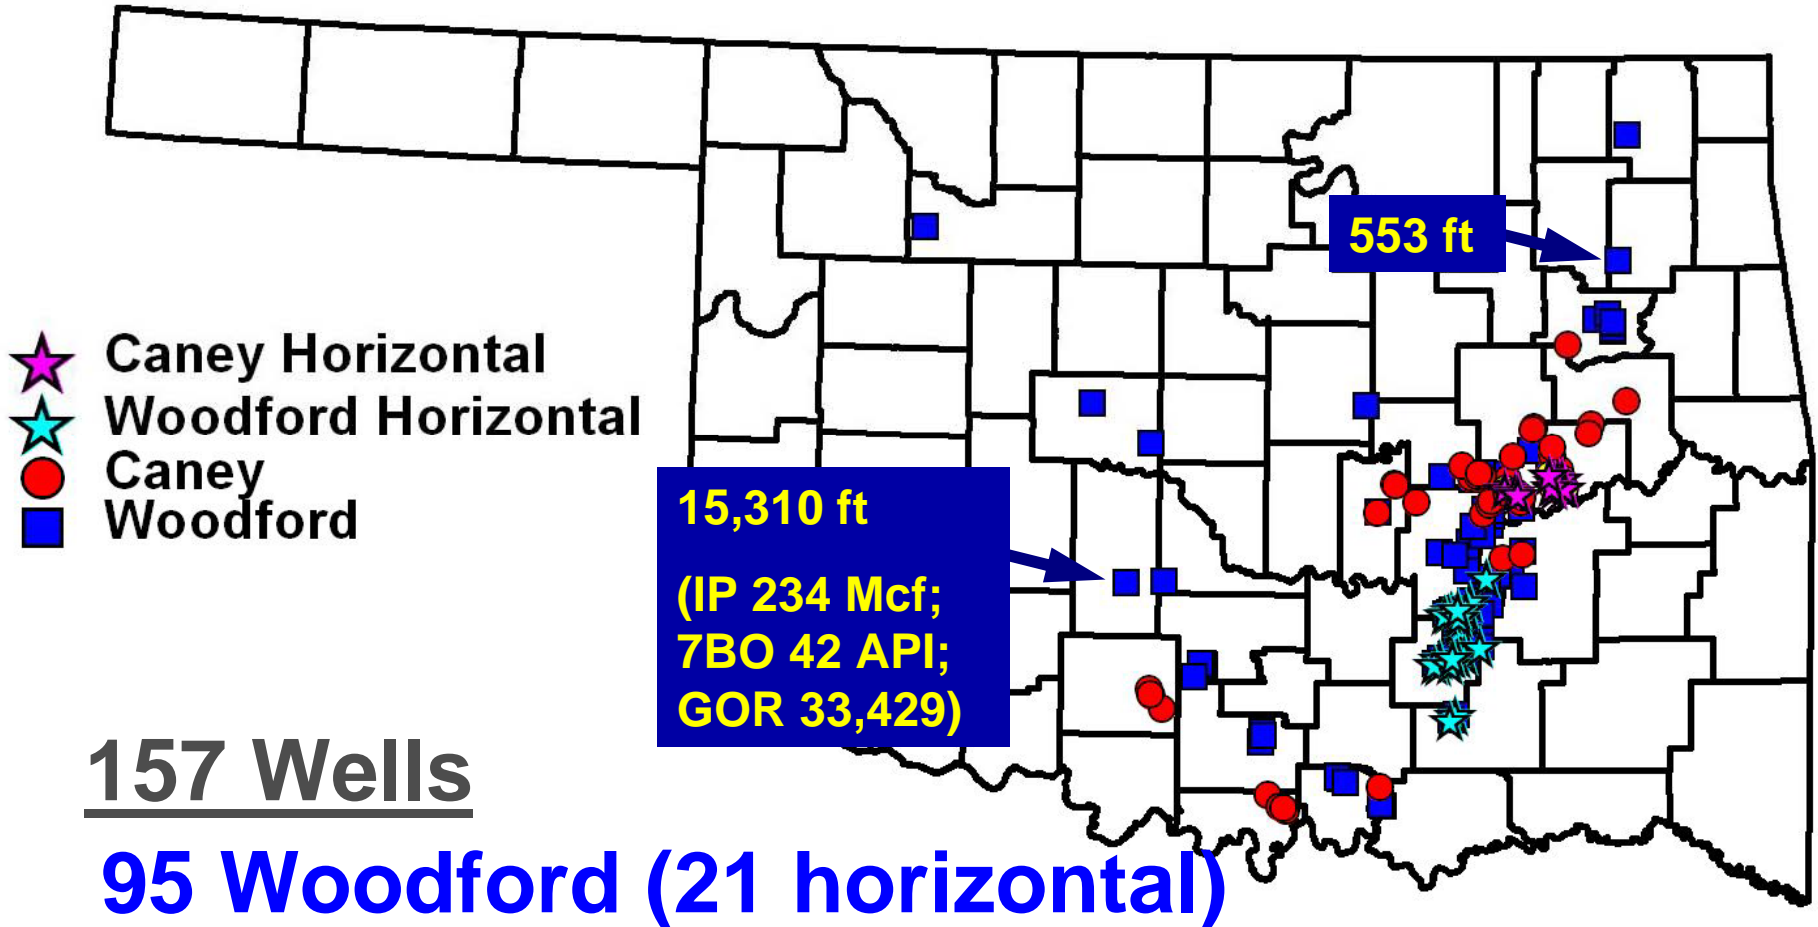 553 ft
Caney Horizontal
Woodford Horizontal
Caney
Woodford
15,310 ft
(IP 234 Mcf;
7BO 42 API;
GOR 33,429)
157 Wells
95 Woodford (21 horizontal)